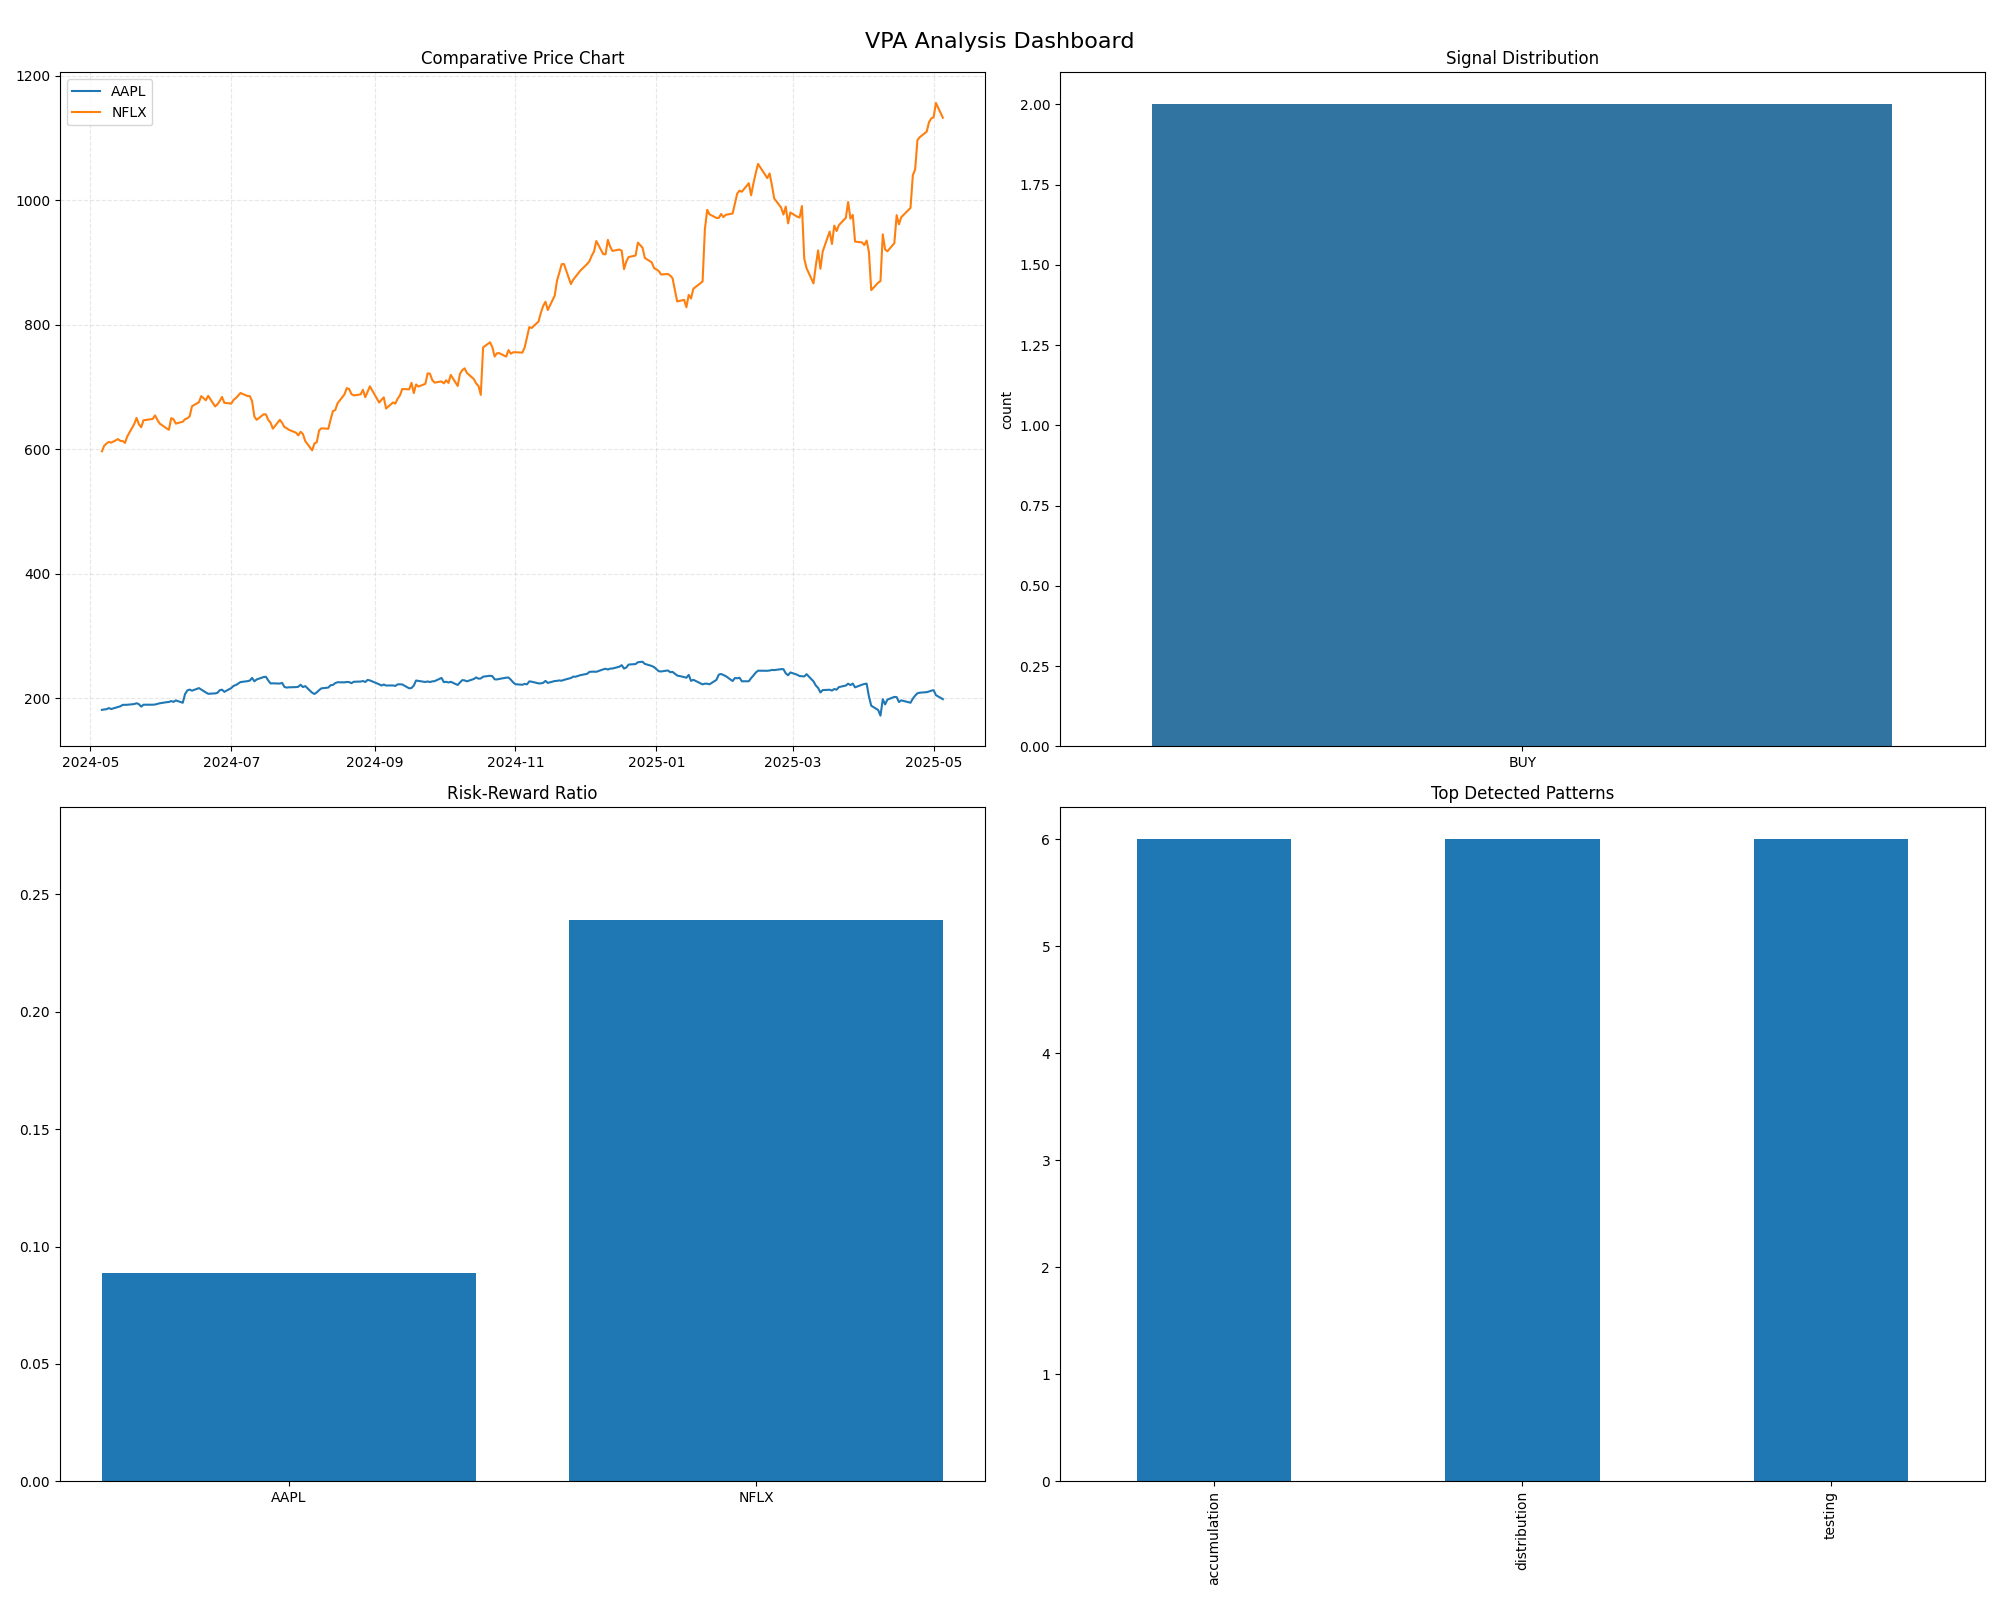 VPA Analysis Dashboard
Comparative Price Chart
1200
1000
800
600
400
200
AAPL
NFLX
2024-05 2024-07 2024-09 2024-11 2025-01 2025-03 2025-05
Signal Distribution
count
2.00
1.75
1.50
1.25
1.00
0.75
0.50
0.25
0.00
BUY
Risk-Reward Ratio
0.25
0.20
0.15
0.10
0.05
0.00
AAPL NFLX
Top Detected Patterns
6
5
4
3
2
1
0
accumulation
distribution
testing